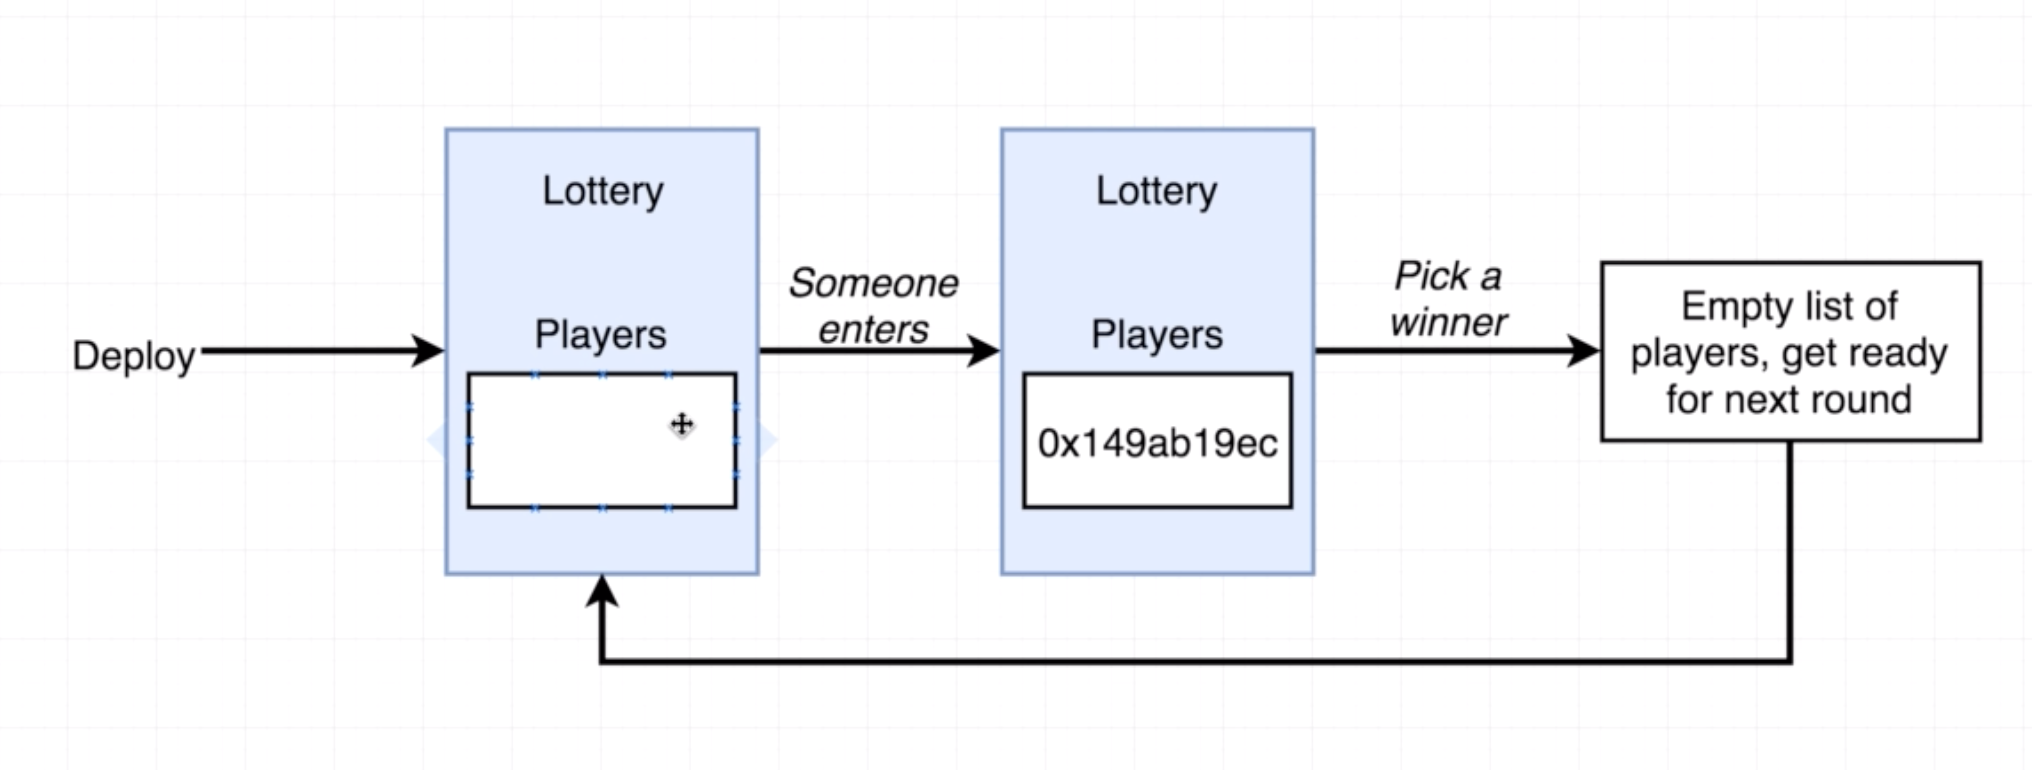 Deploy
Lottery
Players
Someone
enters
Lottery
Players
0x149ab19ec
Pick a
winner
Empty list of
players, get ready
for next round